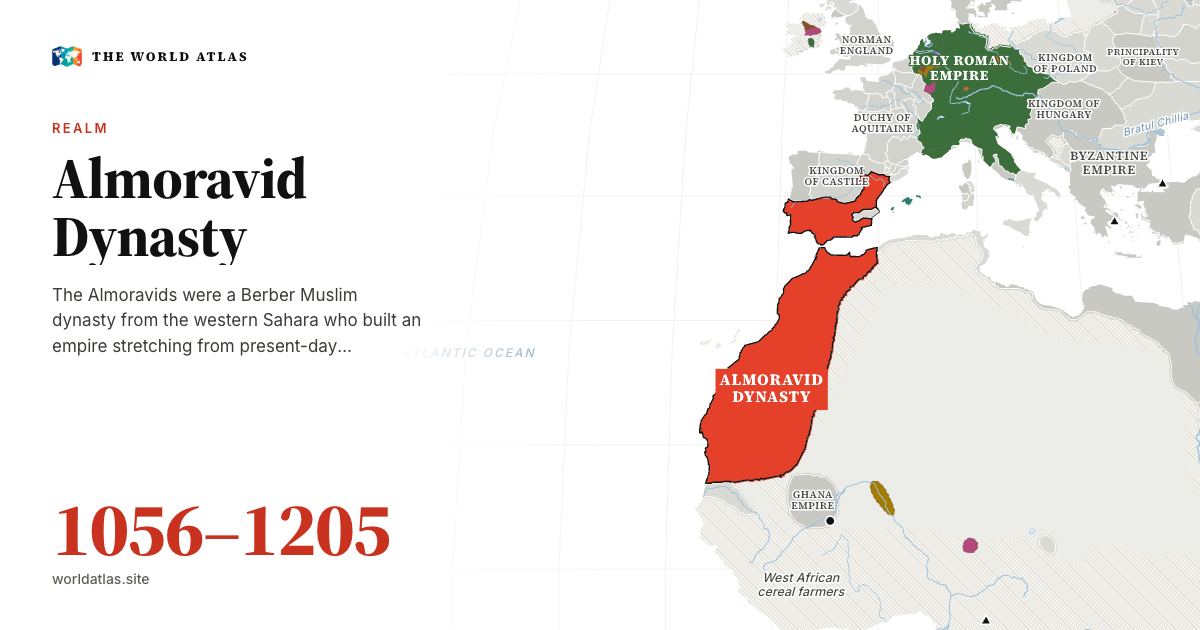 THE WORLD ATLAS
REALM
Almoravid
Dynasty
The Almoravids were a Berber Muslim
dynasty from the western Sahara who built an
empire stretching from present-day...
1056–1205
worldatlas.site
NORMAN
ENGLAND
HOLY ROMAN
EMPIRE
KINGDOM
OF POLAND
PRINCIPALITY
OF KIEV
DUCHY OF
AQUITAINE
KINGDOM OF
HUNGARY
Bratul Chillia
BYZANTINE
EMPIRE
KINGDOM
OF CASTILE
ATLANTIC OCEAN
ALMORAVID
DYNASTY
GHANA
EMPIRE
West African
cereal farmers